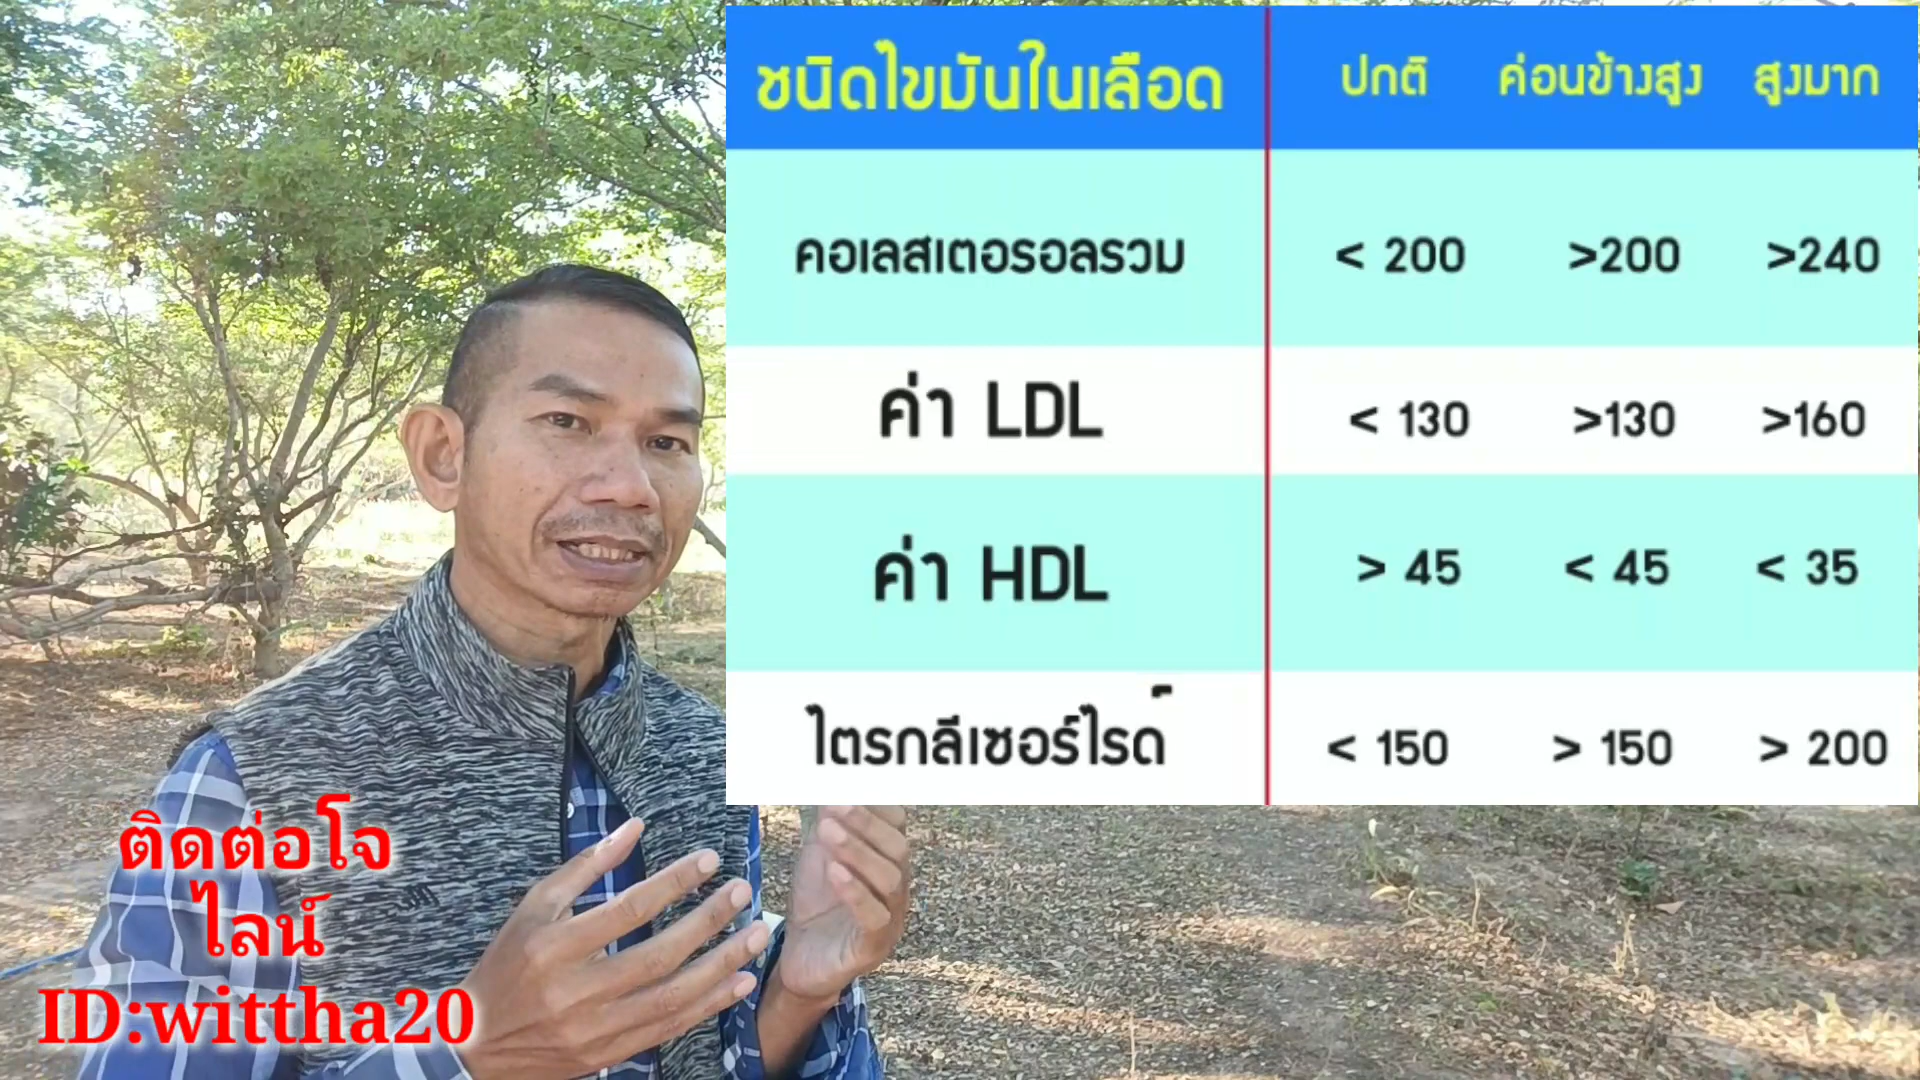 ชนิดไขมันในเลือด ปกติ ค่อนข้างสูง สูงมาก
คอเลสเตอรอลรวม < 200 >200 >240
ค่า LDL < 130 >130 >160
ค่า HDL > 45 < 45 < 35
ไตรกลีเซอร์ไรด์ < 150 > 150 > 200
ติดต่อโจ
ไลน์
ID:wittha20